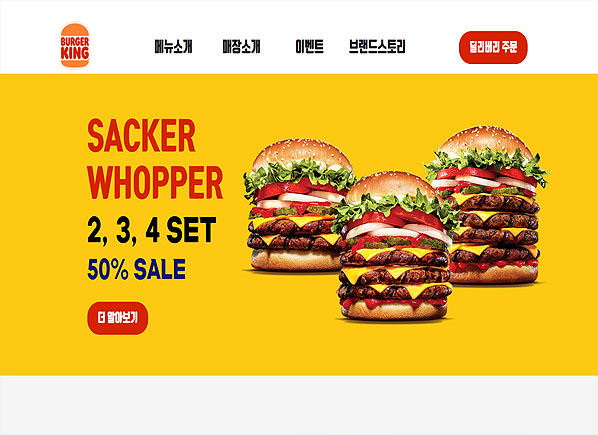 BURGER
KING
메뉴소개 매장소개 이벤트 브랜드스토리 딜리버리 주문
SACKER
WHOPPER
2, 3, 4 SET
50% SALE
더 알아보기